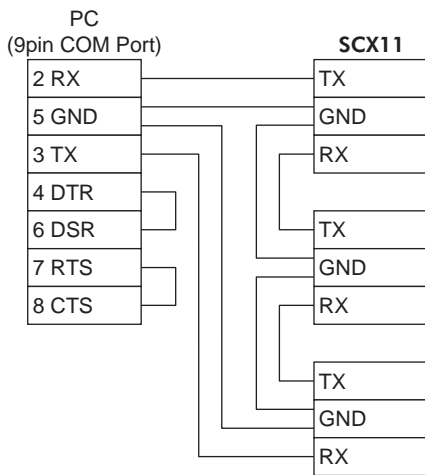 PC
(9pin COM Port)
2 RX
5 GND
3 TX
4 DTR
6 DSR
7 RTS
8 CTS
SCX11
TX
GND
RX
TX
GND
RX
TX
GND
RX